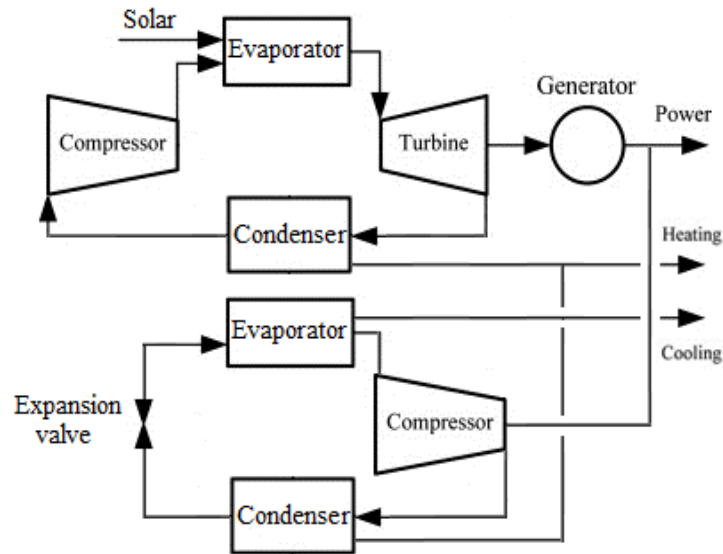 Solar
Evaporator
Generator
Power
Compressor
Turbine
Condenser
Heating
Evaporator
Cooling
Expansion
valve
Compressor
Condenser